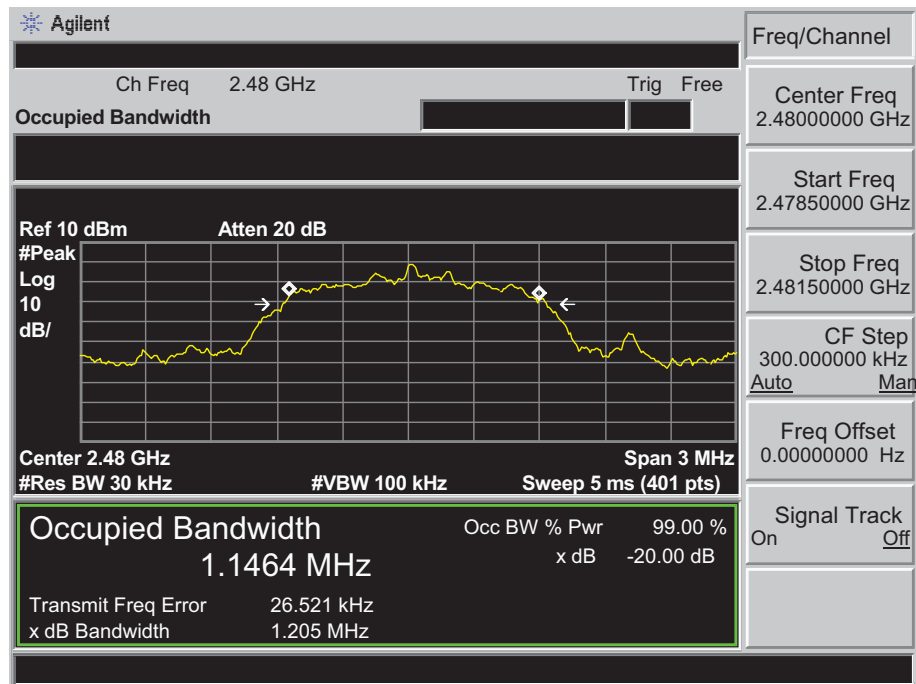 Agilent
Freq/Channel
Ch Freq 2.48 GHz Trig Free
Occupied Bandwidth
Center Freq
2.48000000 GHz
Start Freq
2.47850000 GHz
Stop Freq
2.48150000 GHz
CF Step
300.000000 kHz
Auto Man
Freq Offset
0.00000000 Hz
Signal Track
On Off
Ref 10 dBm Atten 20 dB
#Peak
Log
10
dB/
Center 2.48 GHz Span 3 MHz
#Res BW 30 kHz #VBW 100 kHz Sweep 5 ms (401 pts)
Occupied Bandwidth
1.1464 MHz
Occ BW % Pwr 99.00 %
x dB -20.00 dB
Transmit Freq Error 26.521 kHz
x dB Bandwidth 1.205 MHz